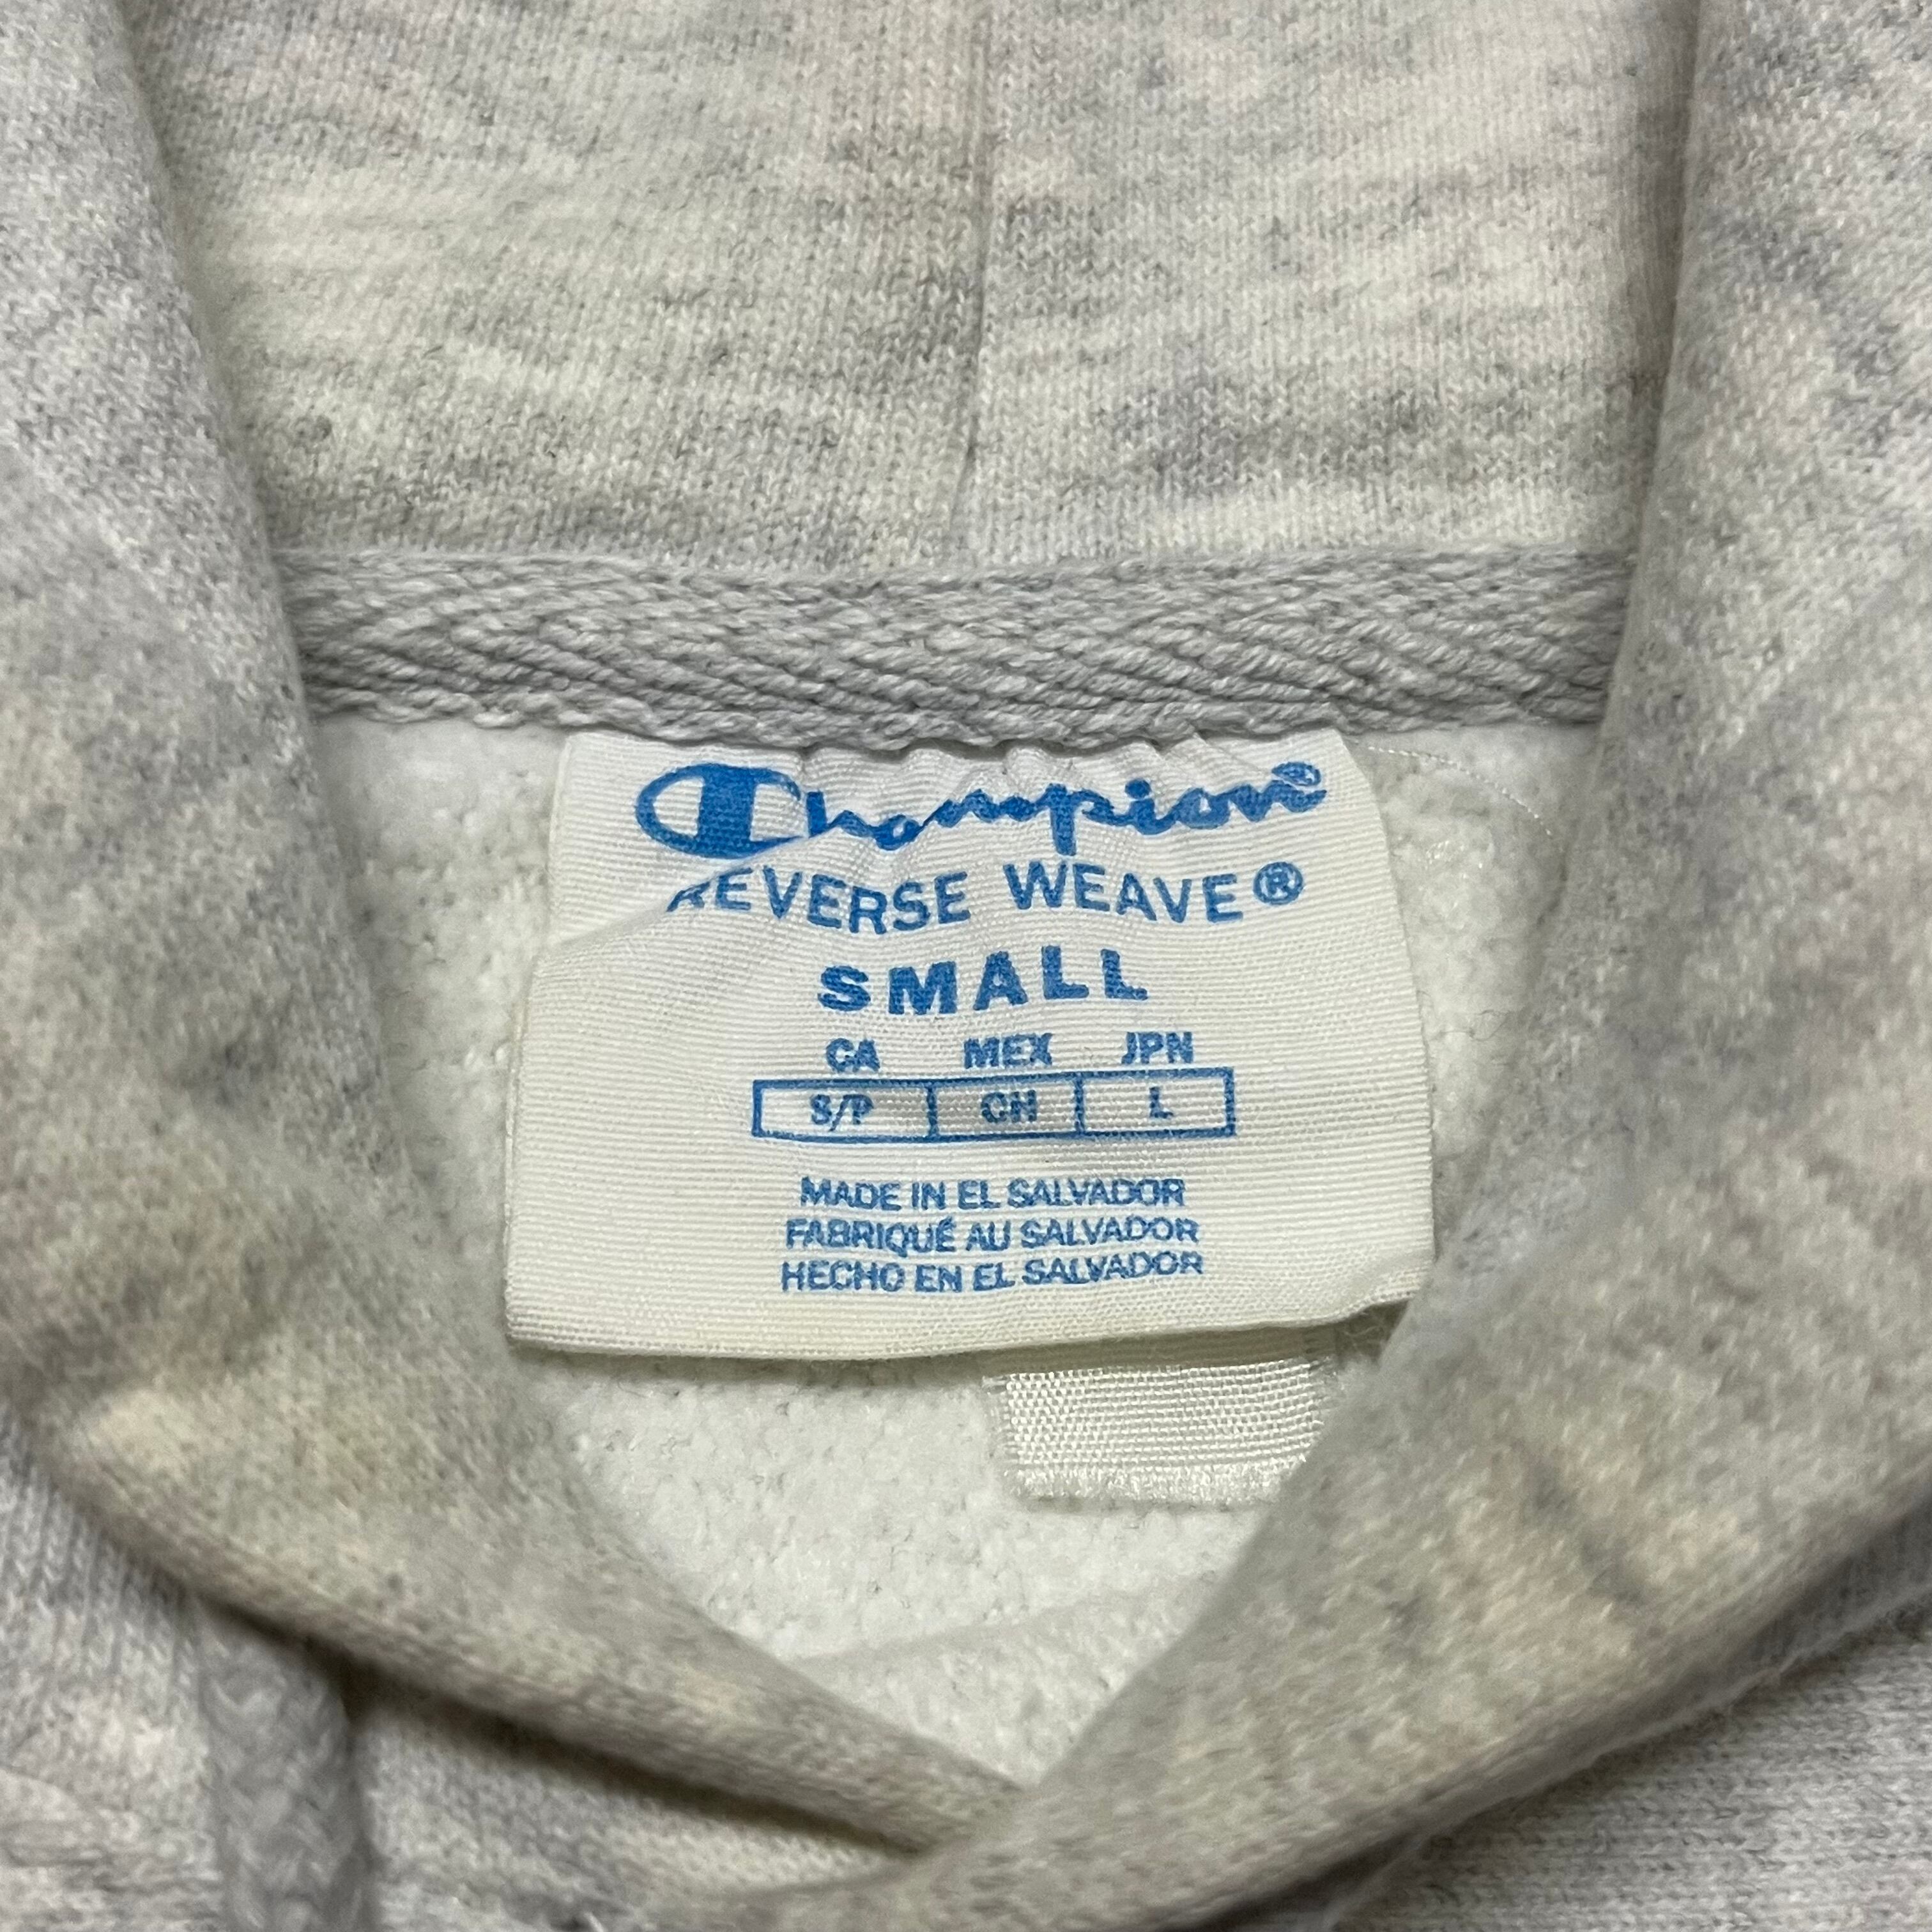 Champion®
REVERSE WEAVE®
SMALL
CA MEX JPN
S/P CH L
MADE IN EL SALVADOR
FABRIQUÉ AU SALVADOR
HECHO EN EL SALVADOR